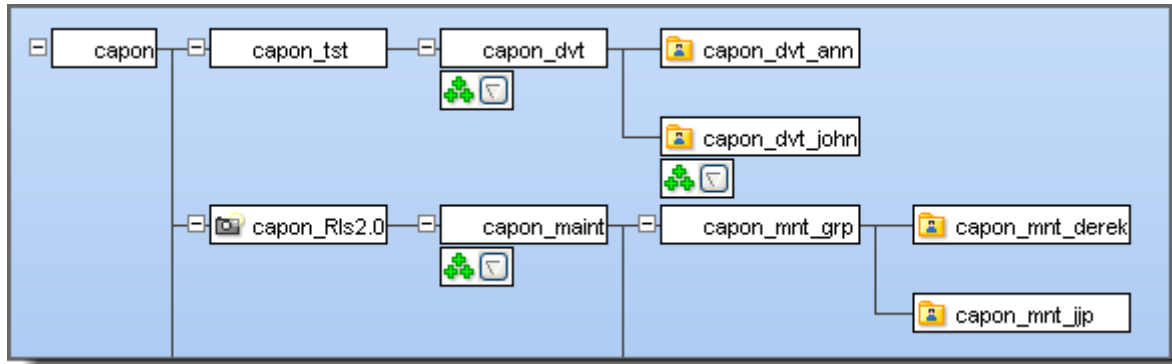 capon
capon_tst
capon_dvt
capon_dvt_ann
capon_dvt_john
capon_Rls2.0
capon_maint
capon_mnt_grp
capon_mnt_derek
capon_mnt_jjp